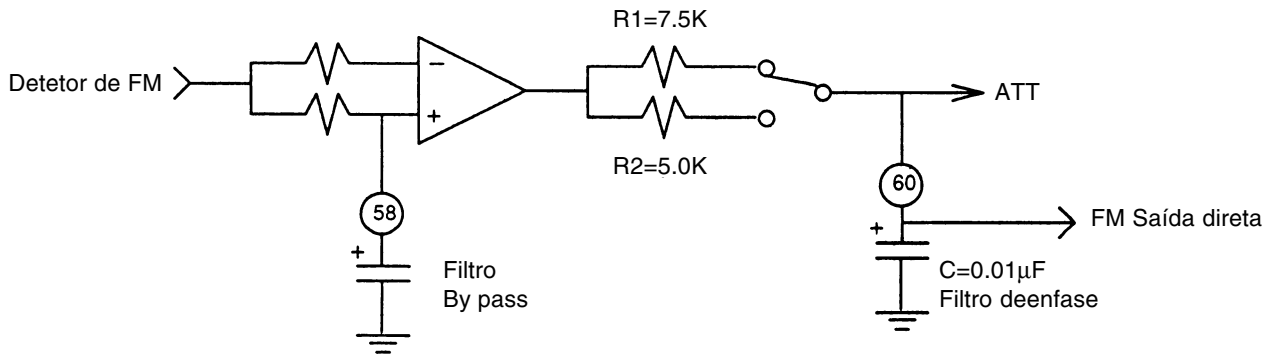 R1=7.5K
Detetor de FM
−
+
ATT
R2=5.0K
58
60
+
Filtro
By pass
+
FM Saída direta
C=0.01µF
Filtro deenfase